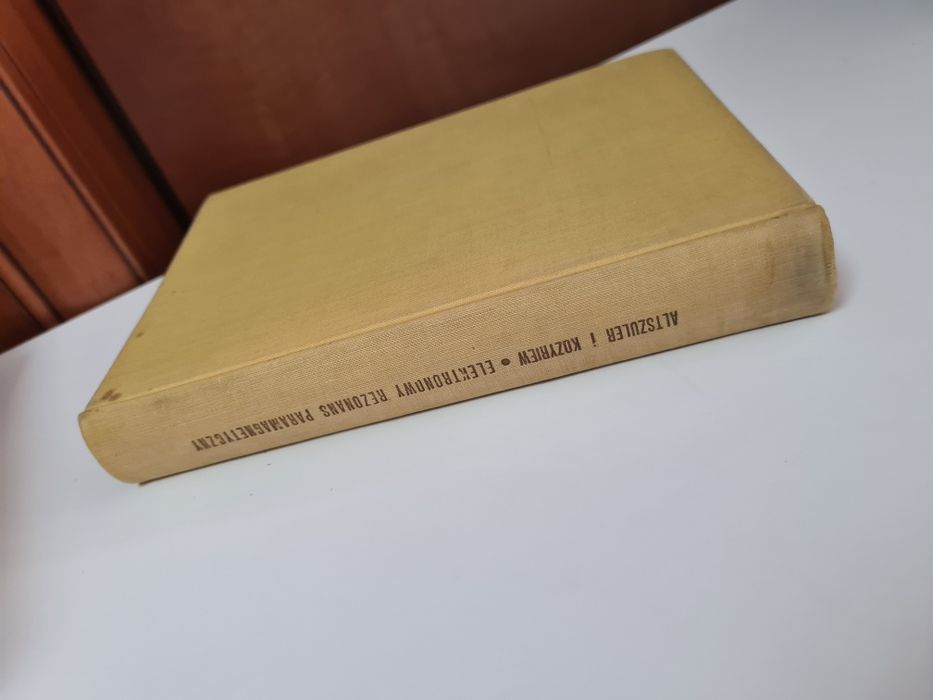 ALTSZULER i KOZYRIEW • ELEKTRONOWY REZONANS PARAMAGNETYCZNY